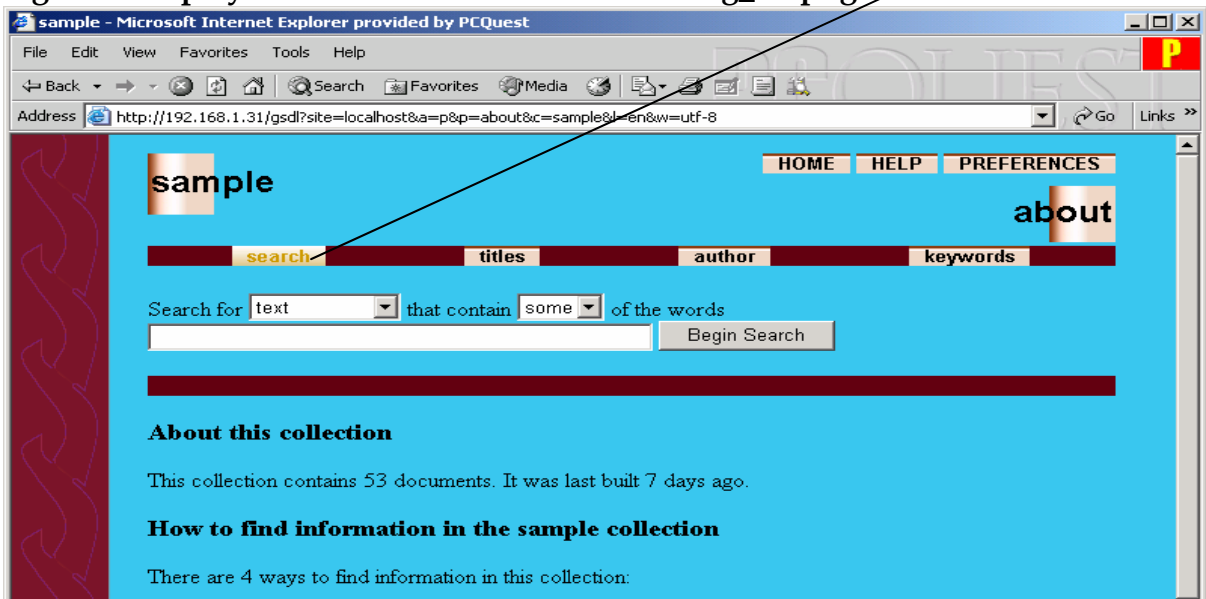 sample - Microsoft Internet Explorer provided by PCQuest
File Edit View Favorites Tools Help
P
Back Search Favorites Media
Address http://192.168.1.31/gsdl?site=localhost&a=p&p=about&c=sample&l=en&w=utf-8 Go Links »
sample
HOME HELP PREFERENCES
about
search titles author keywords
Search for text that contain some of the words
Begin Search
About this collection
This collection contains 53 documents. It was last built 7 days ago.
How to find information in the sample collection
There are 4 ways to find information in this collection: